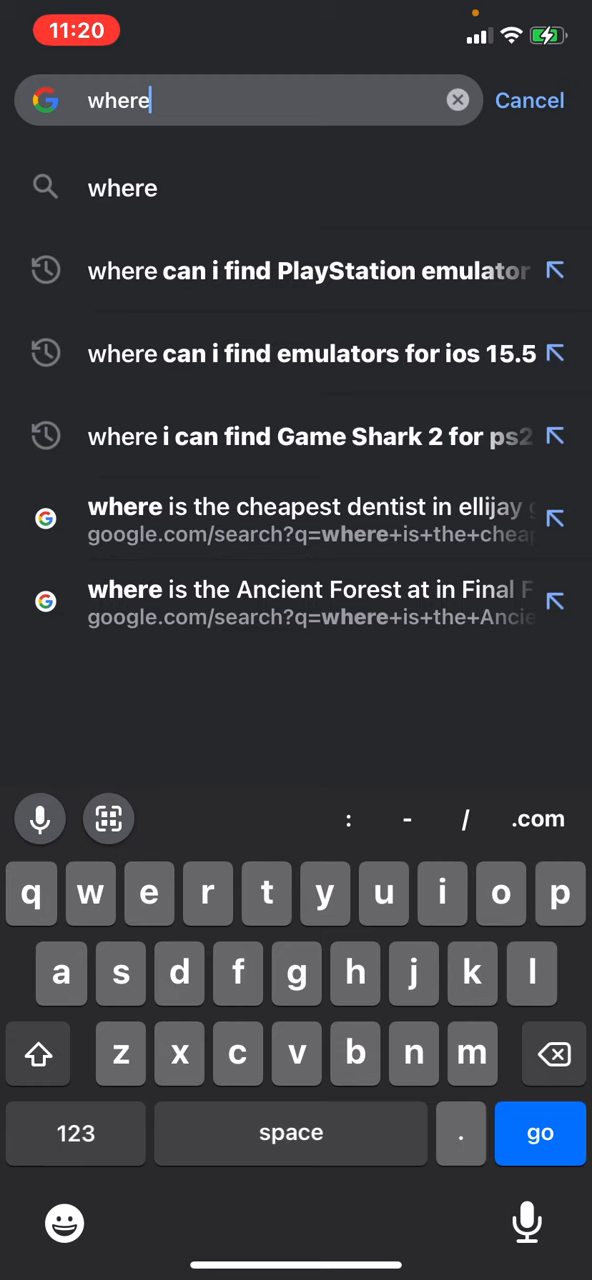 11:20
where
Cancel
where
where can i find PlayStation emulator
where can i find emulators for ios 15.5
where i can find Game Shark 2 for ps2
where is the cheapest dentist in ellijay
google.com/search?q=where+is+the+chea
where is the Ancient Forest at in Final
google.com/search?q=where+is+the+Ancie
: - / .com
q w e r t y u i o p
a s d f g h j k l
z x c v b n m
123 space . go